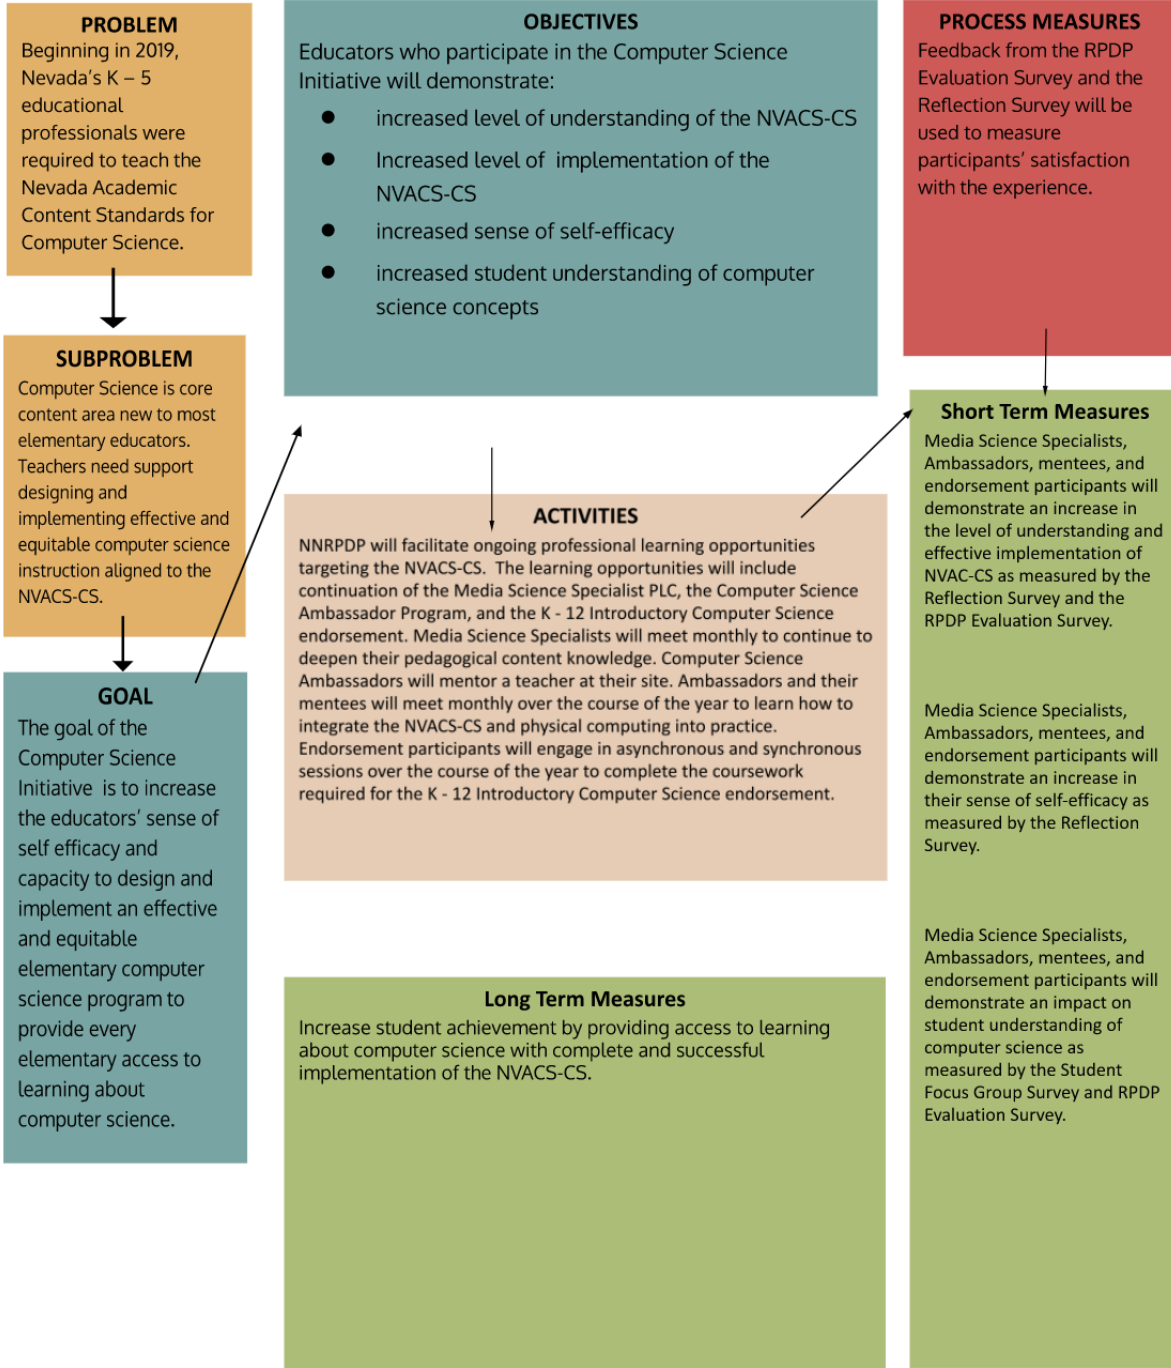 PROBLEM
Beginning in 2019,
Nevada's K – 5
educational
professionals were
required to teach the
Nevada Academic
Content Standards for
Computer Science.
SUBPROBLEM
Computer Science is core
content area new to most
elementary educators.
Teachers need support
designing and
implementing effective and
equitable computer science
instruction aligned to the
NVACS-CS.
GOAL
The goal of the
Computer Science
Initiative is to increase
the educators' sense of
self efficacy and
capacity to design and
implement an effective
and equitable
elementary computer
science program to
provide every
elementary access to
learning about
computer science.
OBJECTIVES
Educators who participate in the Computer Science
Initiative will demonstrate:
● increased level of understanding of the NVACS-CS
● Increased level of implementation of the
NVACS-CS
● increased sense of self-efficacy
● increased student understanding of computer
science concepts
ACTIVITIES
NNRPDP will facilitate ongoing professional learning opportunities
targeting the NVACS-CS. The learning opportunities will include
continuation of the Media Science Specialist PLC, the Computer Science
Ambassador Program, and the K - 12 Introductory Computer Science
endorsement. Media Science Specialists will meet monthly to continue to
deepen their pedagogical content knowledge. Computer Science
Ambassadors will mentor a teacher at their site. Ambassadors and their
mentees will meet monthly over the course of the year to learn how to
integrate the NVACS-CS and physical computing into practice.
Endorsement participants will engage in asynchronous and synchronous
sessions over the course of the year to complete the coursework
required for the K - 12 Introductory Computer Science endorsement.
Long Term Measures
Increase student achievement by providing access to learning
about computer science with complete and successful
implementation of the NVACS-CS.
PROCESS MEASURES
Feedback from the RPDP
Evaluation Survey and the
Reflection Survey will be
used to measure
participants' satisfaction
with the experience.
Short Term Measures
Media Science Specialists,
Ambassadors, mentees, and
endorsement participants will
demonstrate an increase in
the level of understanding and
effective implementation of
NVAC-CS as measured by the
Reflection Survey and the
RPDP Evaluation Survey.
Media Science Specialists,
Ambassadors, mentees, and
endorsement participants will
demonstrate an increase in
their sense of self-efficacy as
measured by the Reflection
Survey.
Media Science Specialists,
Ambassadors, mentees, and
endorsement participants will
demonstrate an impact on
student understanding of
computer science as
measured by the Student
Focus Group Survey and RPDP
Evaluation Survey.